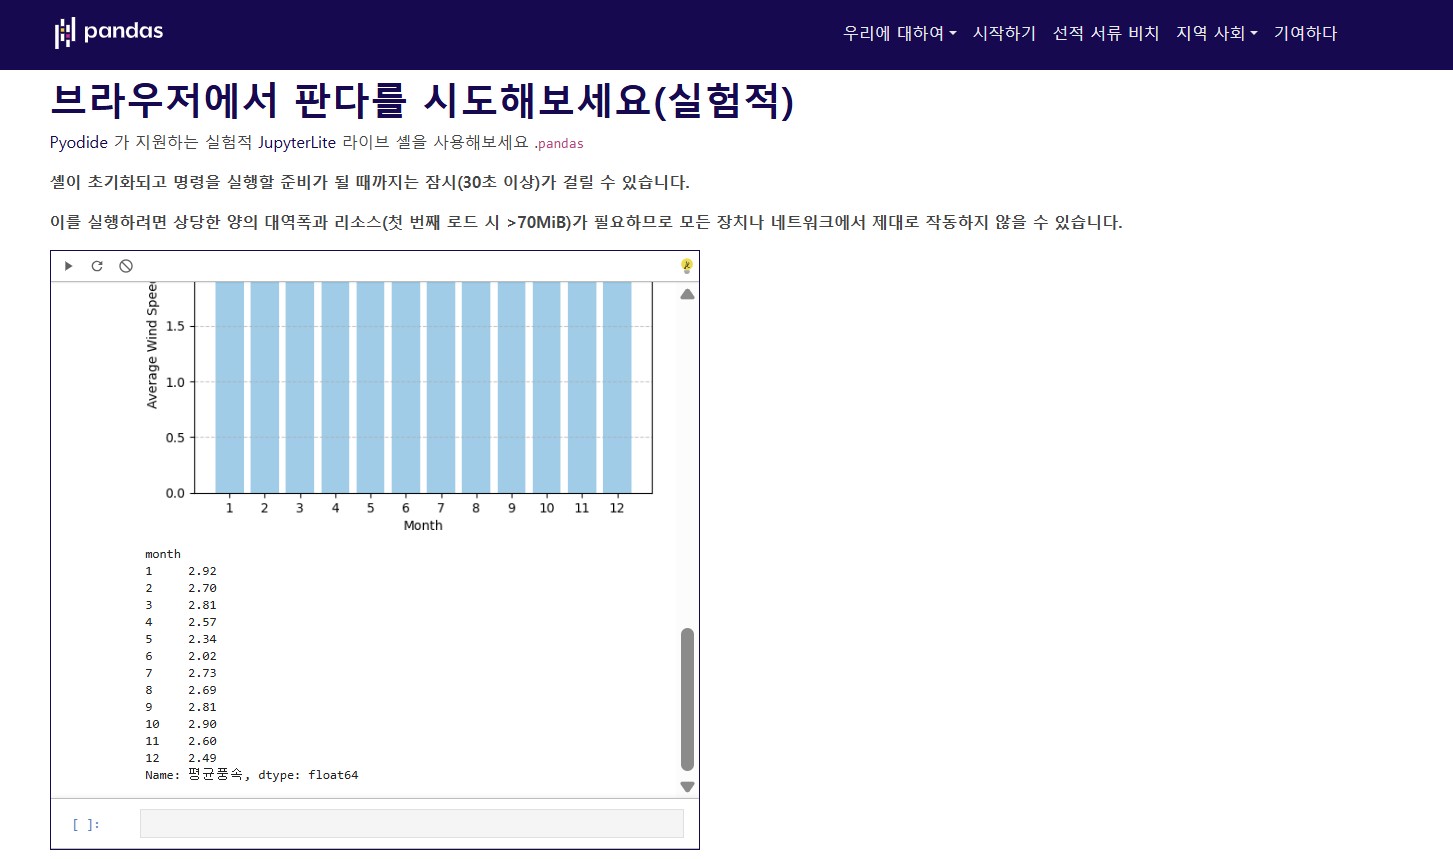 pandas
우리에 대하여 시작하기 선적 서류 비치 지역 사회 기여하다
브라우저에서 판다를 시도해보세요(실험적)
Pyodide 가 지원하는 실험적 JupyterLite 라이브 셸을 사용해보세요 .pandas
셸이 초기화되고 명령을 실행할 준비가 될 때까지는 잠시(30초 이상)가 걸릴 수 있습니다.
이를 실행하려면 상당한 양의 대역폭과 리소스(첫 번째 로드 시 >70MiB)가 필요하므로 모든 장치나 네트워크에서 제대로 작동하지 않을 수 있습니다.
Average Wind Speed
1.5
1.0
0.5
0.0
1 2 3 4 5 6 7 8 9 10 11 12
Month
month
1 2.92
2 2.70
3 2.81
4 2.57
5 2.34
6 2.02
7 2.73
8 2.69
9 2.81
10 2.90
11 2.60
12 2.49
Name: 평균풍속, dtype: float64
[ ]: